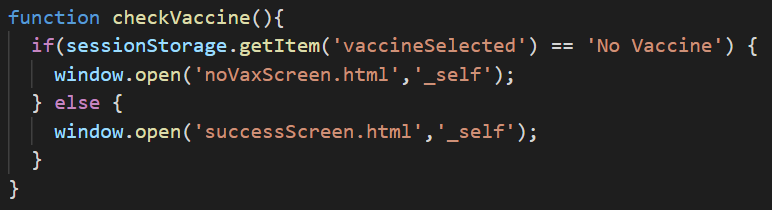 function checkVaccine(){
  if(sessionStorage.getItem('vaccineSelected') == 'No Vaccine') {
    window.open('noVaxScreen.html','_self');
  } else {
    window.open('successScreen.html','_self');
  }
}